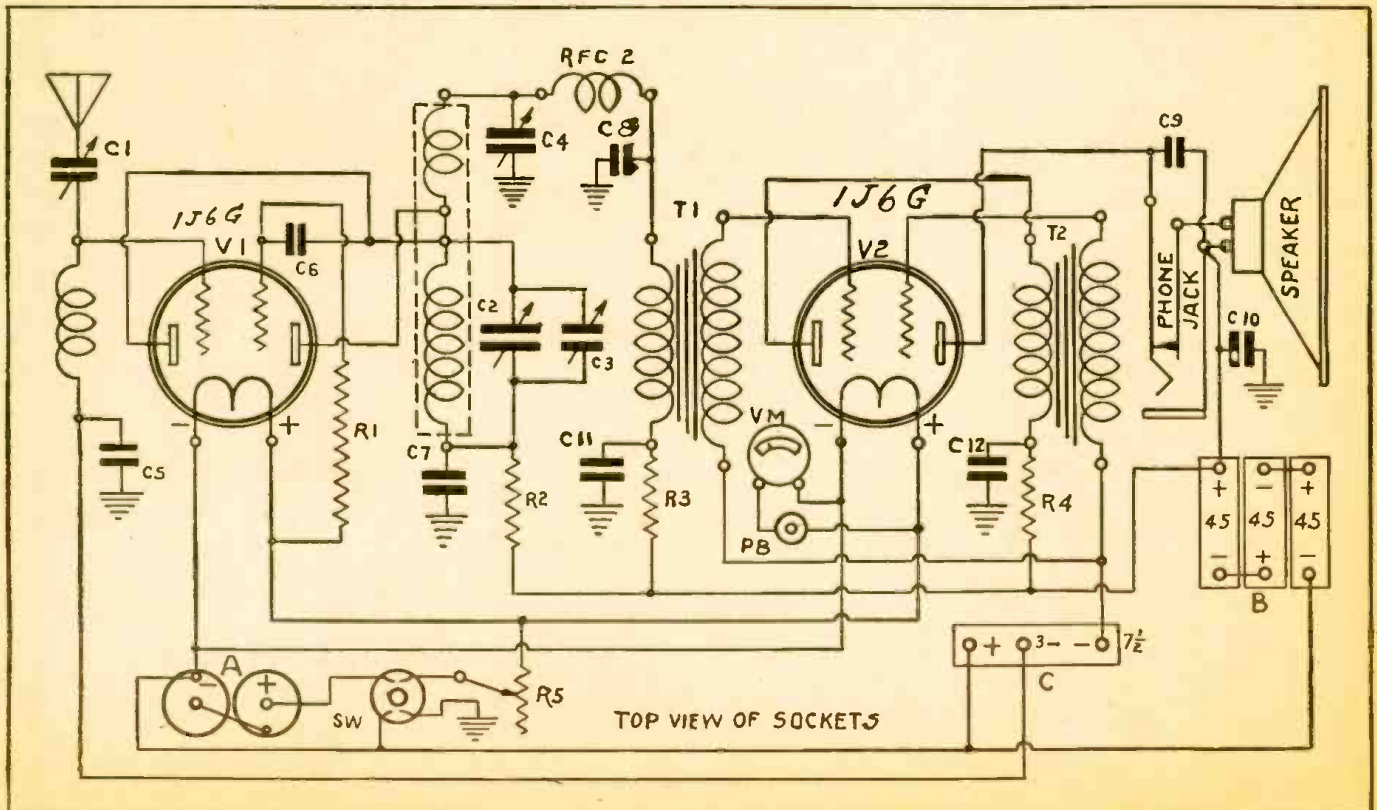 RFC 2
C1
C4
C8
C9
1J6G
V1
C6
T1
1J6G
V2
T2
PHONE JACK
SPEAKER
C2
C3
C10
R1
C7
C11
VM
C12
- +
- +
C5
R2
R3
PB
R4
+ - +
45 45 45
- + -
B
A
- +
SW
R5
+ 3- - 7½
C
TOP VIEW OF SOCKETS